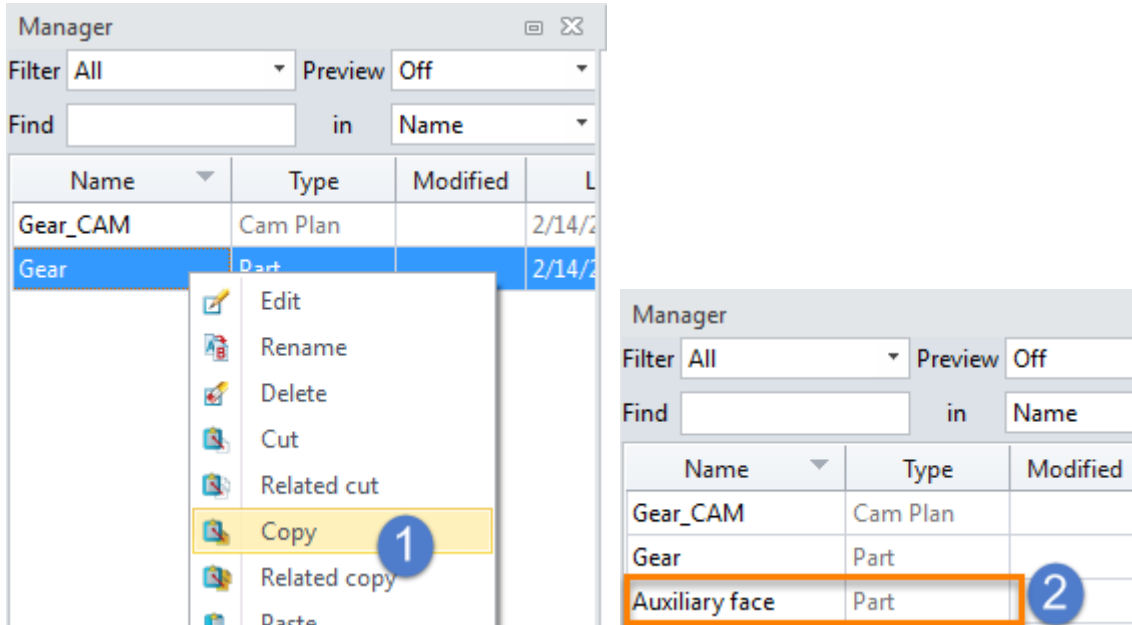 Manager
Filter All Preview Off
Find in Name
Name Type Modified L
Gear_CAM Cam Plan 2/14/2
Gear Part 2/14/2
Edit
Rename
Delete
Cut
Related cut
Copy 1
Related copy
Paste
Manager
Filter All Preview Off
Find in Name
Name Type Modified
Gear_CAM Cam Plan
Gear Part
Auxiliary face Part 2